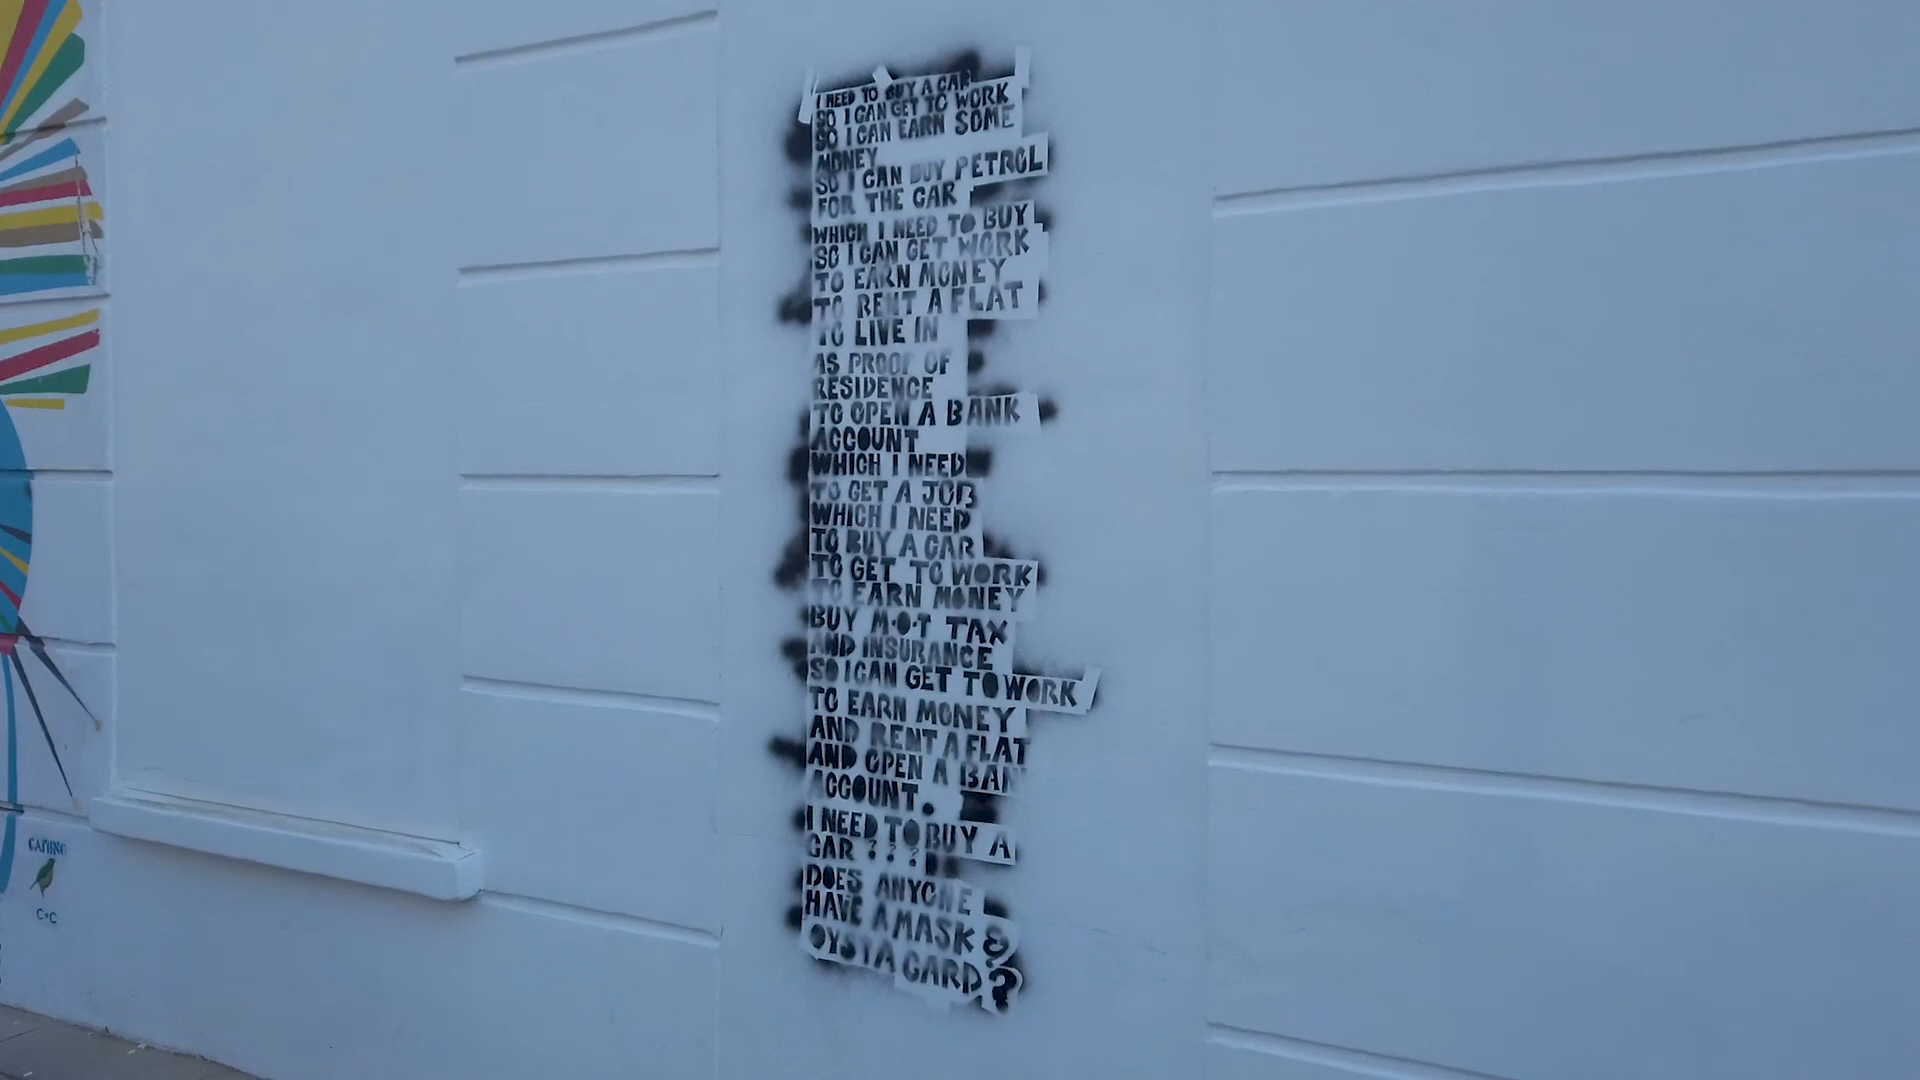 I NEED TO BUY A CAR
SO I CAN GET TO WORK
SO I CAN EARN SOME
MONEY
SO I CAN BUY PETROL
FOR THE CAR
WHICH I NEED TO BUY
SO I CAN GET WORK
TO EARN MONEY
TO RENT A FLAT
TO LIVE IN
AS PROOF OF
RESIDENCE
TO OPEN A BANK
ACCOUNT
WHICH I NEED
TO GET A JOB
WHICH I NEED
TO BUY A CAR
TO GET TO WORK
TO EARN MONEY
BUY M.O.T TAX
AND INSURANCE
SO I CAN GET TO WORK
TO EARN MONEY
AND RENT A FLAT
AND OPEN A BAN
ACCOUNT.
I NEED TO BUY A
CAR ???
DOES ANYONE
HAVE A MASK &
OYSTA CARD?
C+C